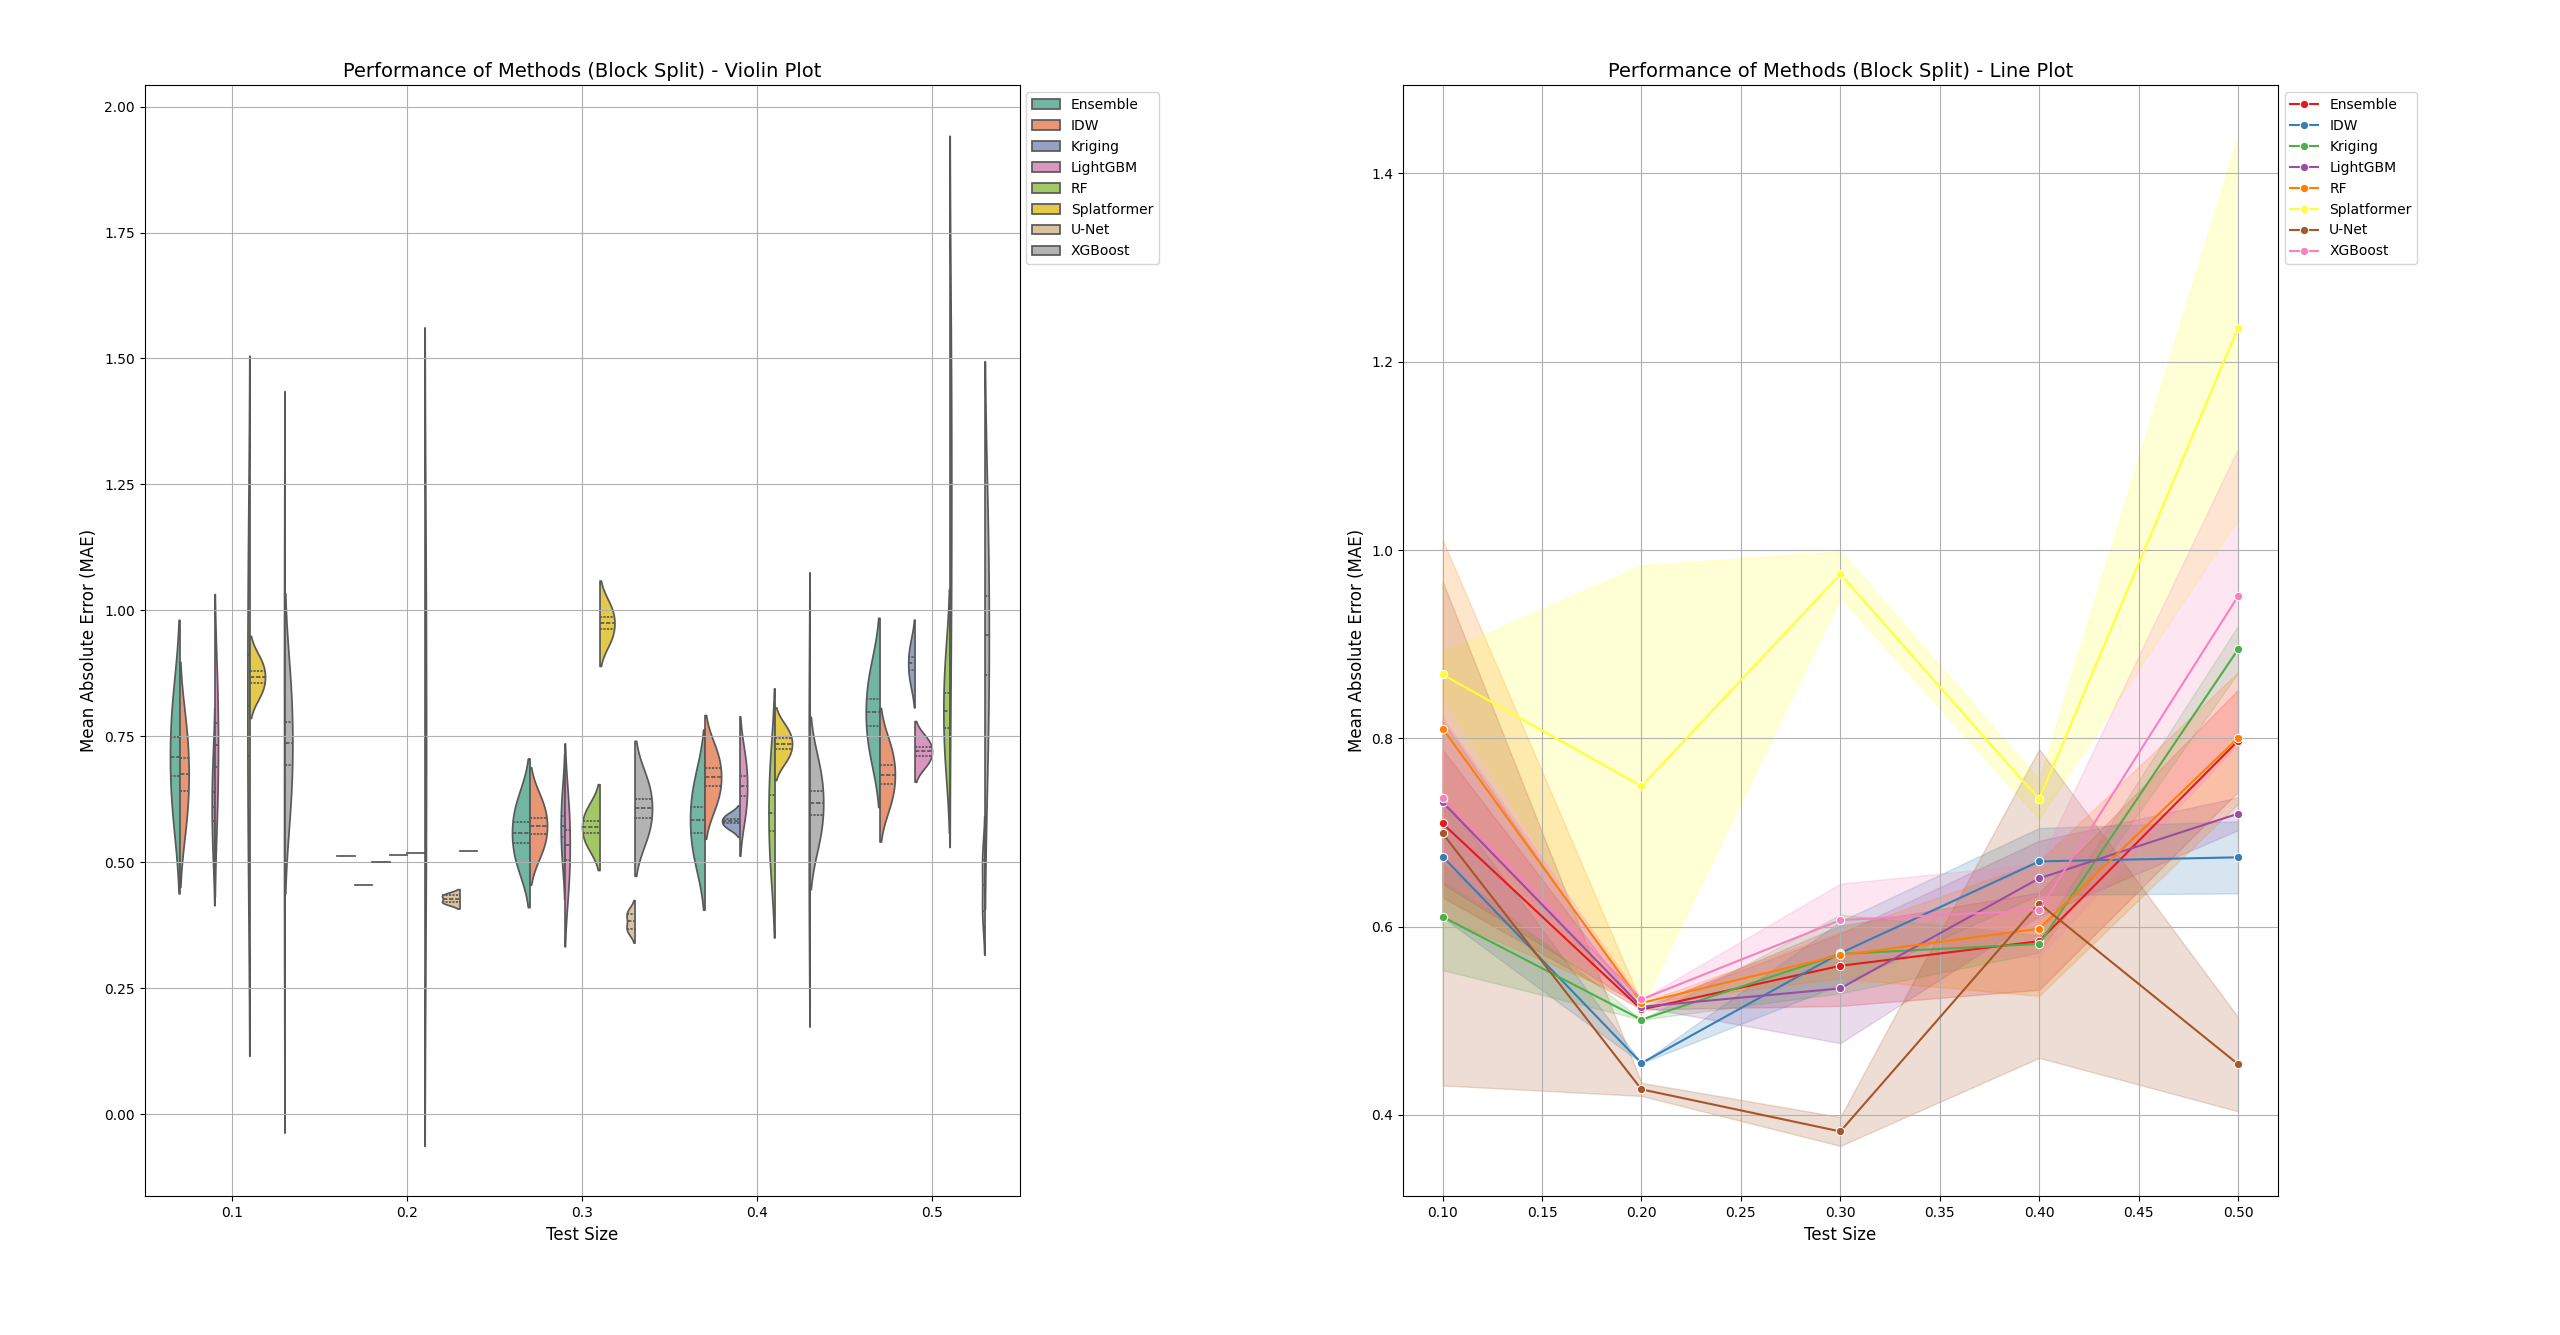 Performance of Methods (Block Split) - Violin Plot
Mean Absolute Error (MAE)
2.00
1.75
1.50
1.25
1.00
0.75
0.50
0.25
0.00
0.1
0.2
0.3
0.4
0.5
Test Size
Ensemble
IDW
Kriging
LightGBM
RF
Splatformer
U-Net
XGBoost
Performance of Methods (Block Split) - Line Plot
Mean Absolute Error (MAE)
1.4
1.2
1.0
0.8
0.6
0.4
0.10
0.15
0.20
0.25
0.30
0.35
0.40
0.45
0.50
Test Size
Ensemble
IDW
Kriging
LightGBM
RF
Splatformer
U-Net
XGBoost